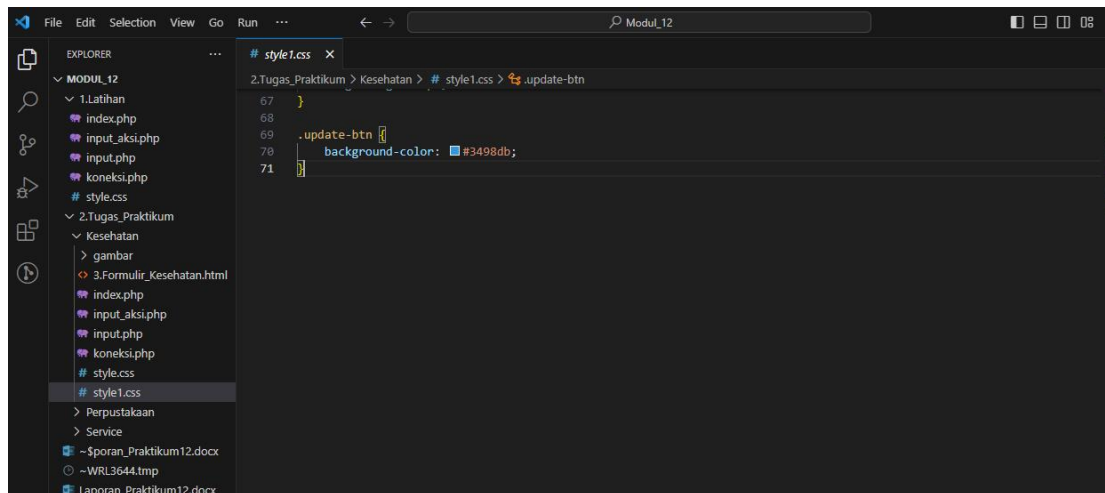 File Edit Selection View Go Run ··· ← → Modul_12
EXPLORER ···
MODUL_12
1.Latihan
index.php
input_aksi.php
input.php
koneksi.php
# style.css
2.Tugas_Praktikum
Kesehatan
> gambar
<> 3.Formulir_Kesehatan.html
index.php
input_aksi.php
input.php
koneksi.php
# style.css
# style1.css
> Perpustakaan
> Service
~$poran_Praktikum12.docx
~WRL3644.tmp
Laporan_Praktikum12.docx
# style1.css ×
2.Tugas_Praktikum > Kesehatan > # style1.css > .update-btn
67 }
68
69 .update-btn {
70 background-color: #3498db;
71 }